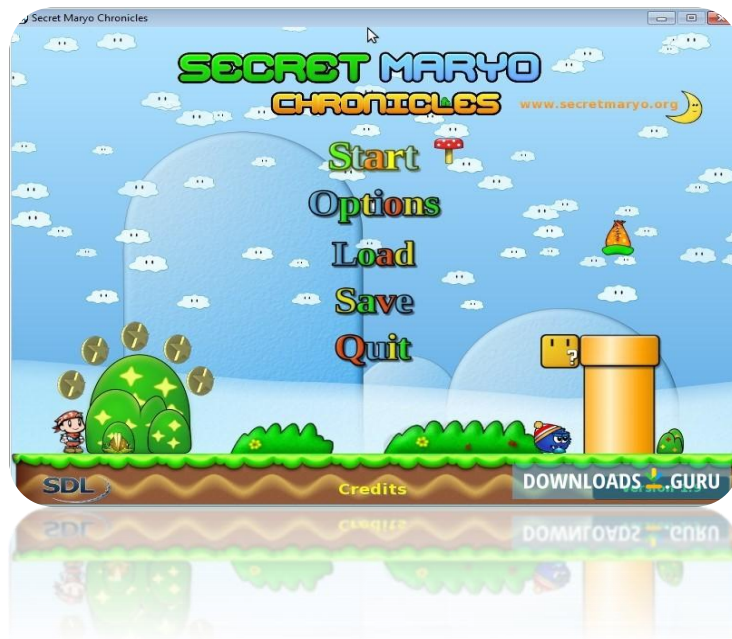 Secret Maryo Chronicles
SECRET MARYO
CHRONICLES
www.secretmaryo.org
Start
Options
Load
Save
Quit
?
SDL
Credits
DOWNLOADS GURU